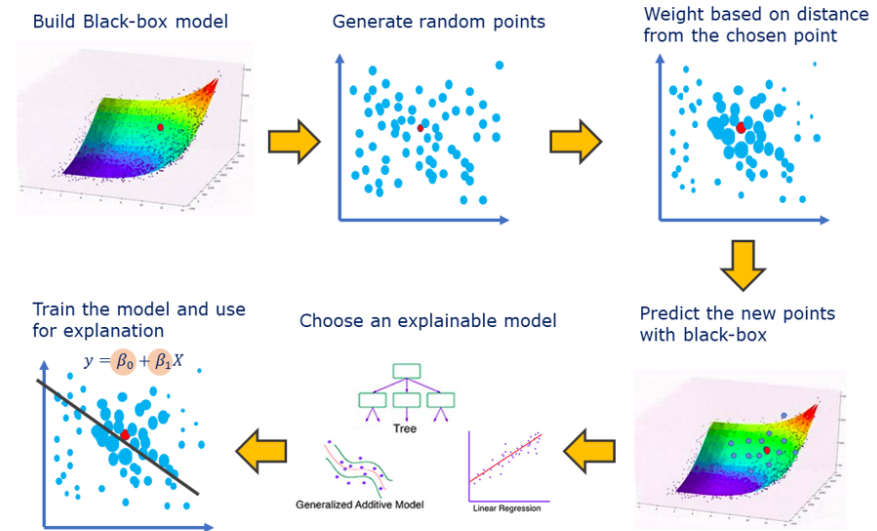 Build Black-box model
Generate random points
Weight based on distance
from the chosen point
Predict the new points
with black-box
Choose an explainable model
Tree
Generalized Additive Model
Linear Regression
Train the model and use
for explanation
y = β₀ + β₁X